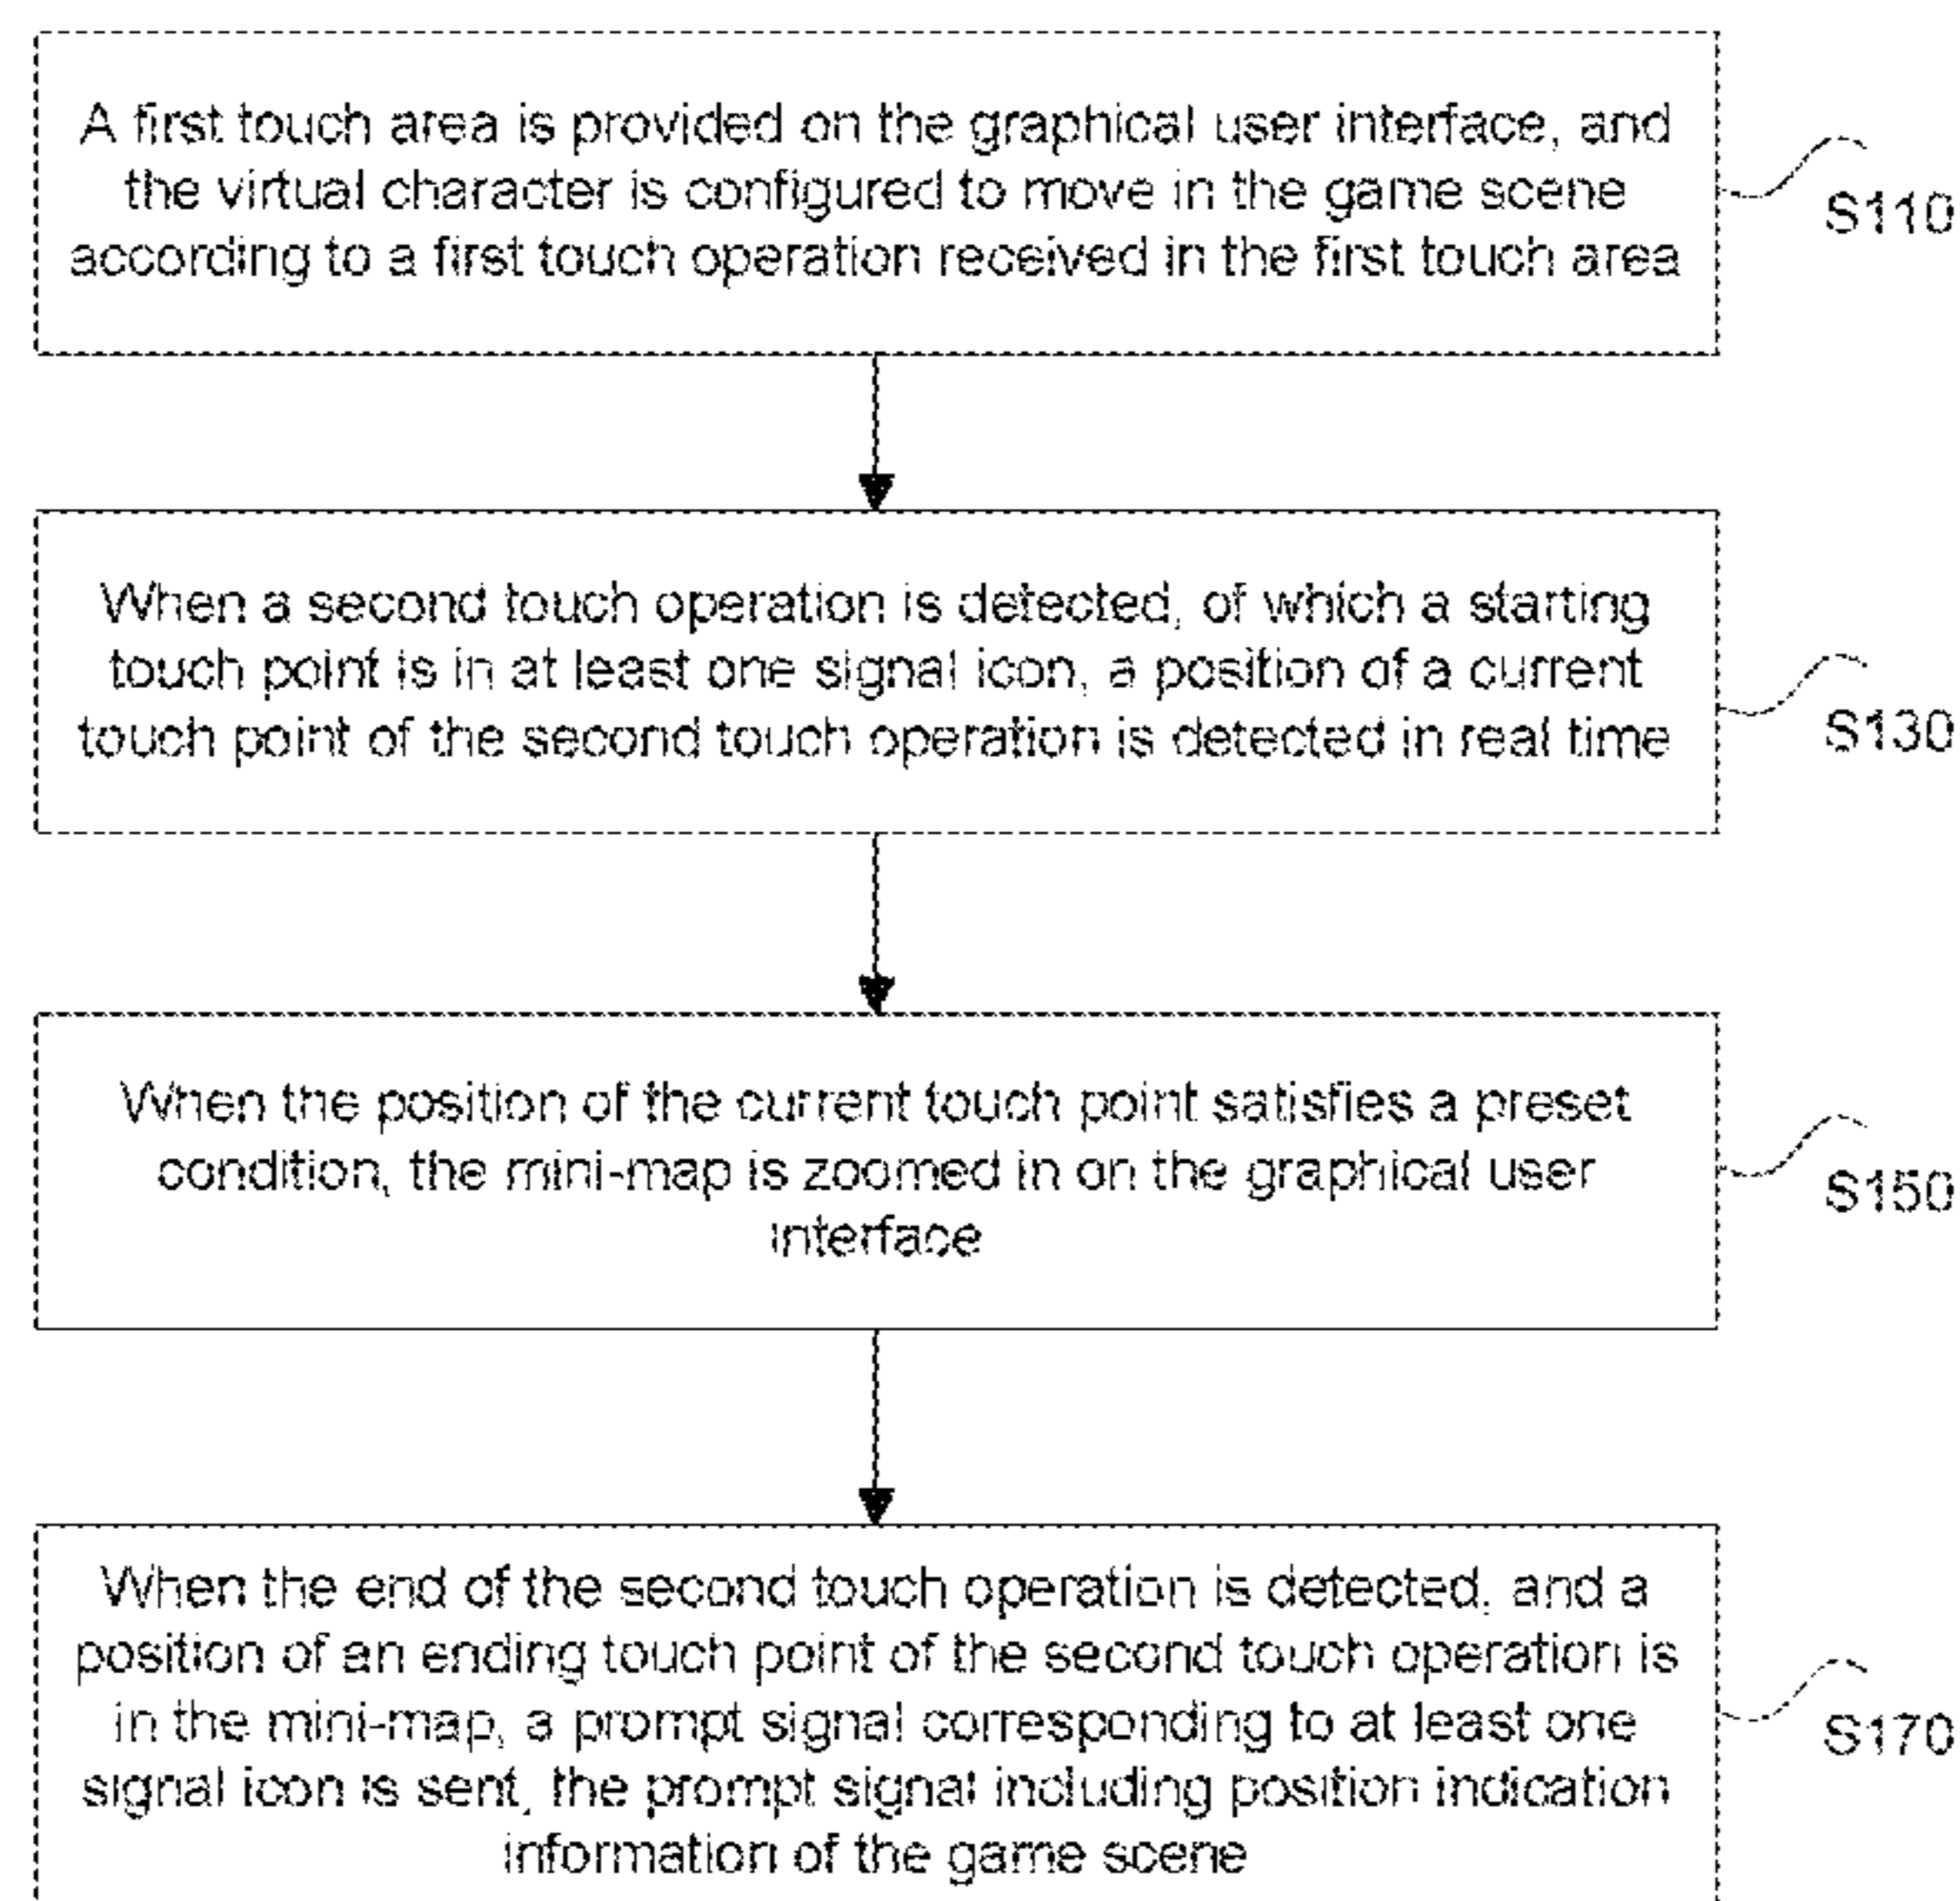 A first touch area is provided on the graphical user interface, and
the virtual character is configured to move in the game scene
according to a first touch operation received in the first touch area
S110
When a second touch operation is detected, of which a starting
touch point is in at least one signal icon, a position of a current
touch point of the second touch operation is detected in real time
S130
When the position of the current touch point satisfies a preset
condition, the mini-map is zoomed in on the graphical user
interface
S150
When the end of the second touch operation is detected, and a
position of an ending touch point of the second touch operation is
in the mini-map, a prompt signal corresponding to at least one
signal icon is sent, the prompt signal including position indication
information of the game scene
S170